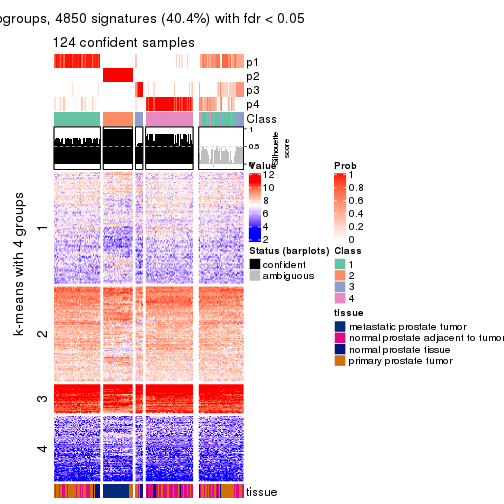 ogroups, 4850 signatures (40.4%) with fdr < 0.05
124 confident samples
p1
p2
p3
p4
Class
1
0.5
0
Silhouette
score
k-means with 4 groups
1
2
3
4
tissue
Value
12
10
8
6
4
2
Prob
1
0.8
0.6
0.4
0.2
0
Status (barplots)
confident
ambiguous
Class
1
2
3
4
tissue
metastatic prostate tumor
normal prostate adjacent to tumor
normal prostate tissue
primary prostate tumor